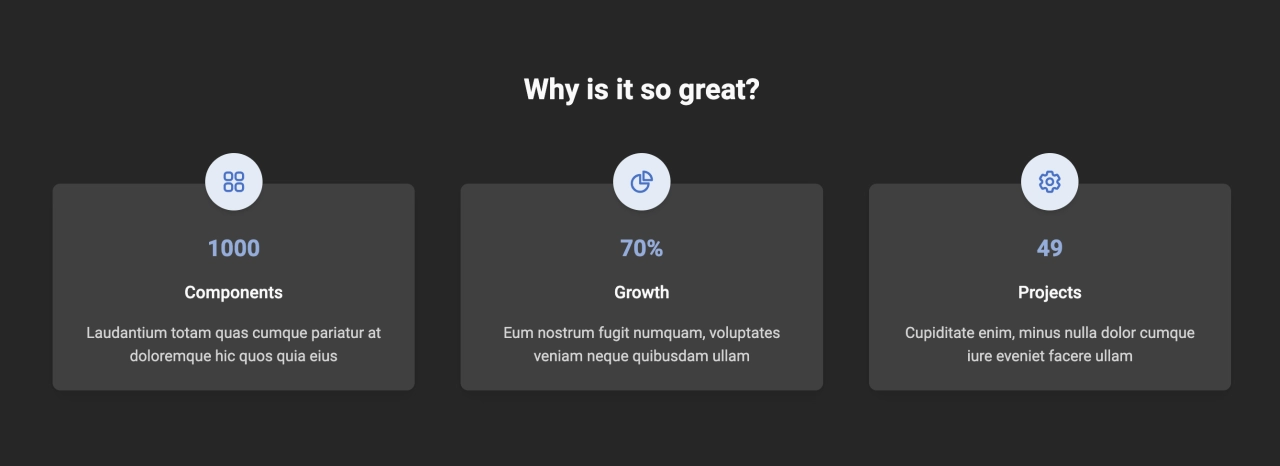 Why is it so great?
1000
Components
Laudantium totam quas cumque pariatur at
doloremque hic quos quia eius
70%
Growth
Eum nostrum fugit numquam, voluptates
veniam neque quibusdam ullam
49
Projects
Cupiditate enim, minus nulla dolor cumque
iure eveniet facere ullam